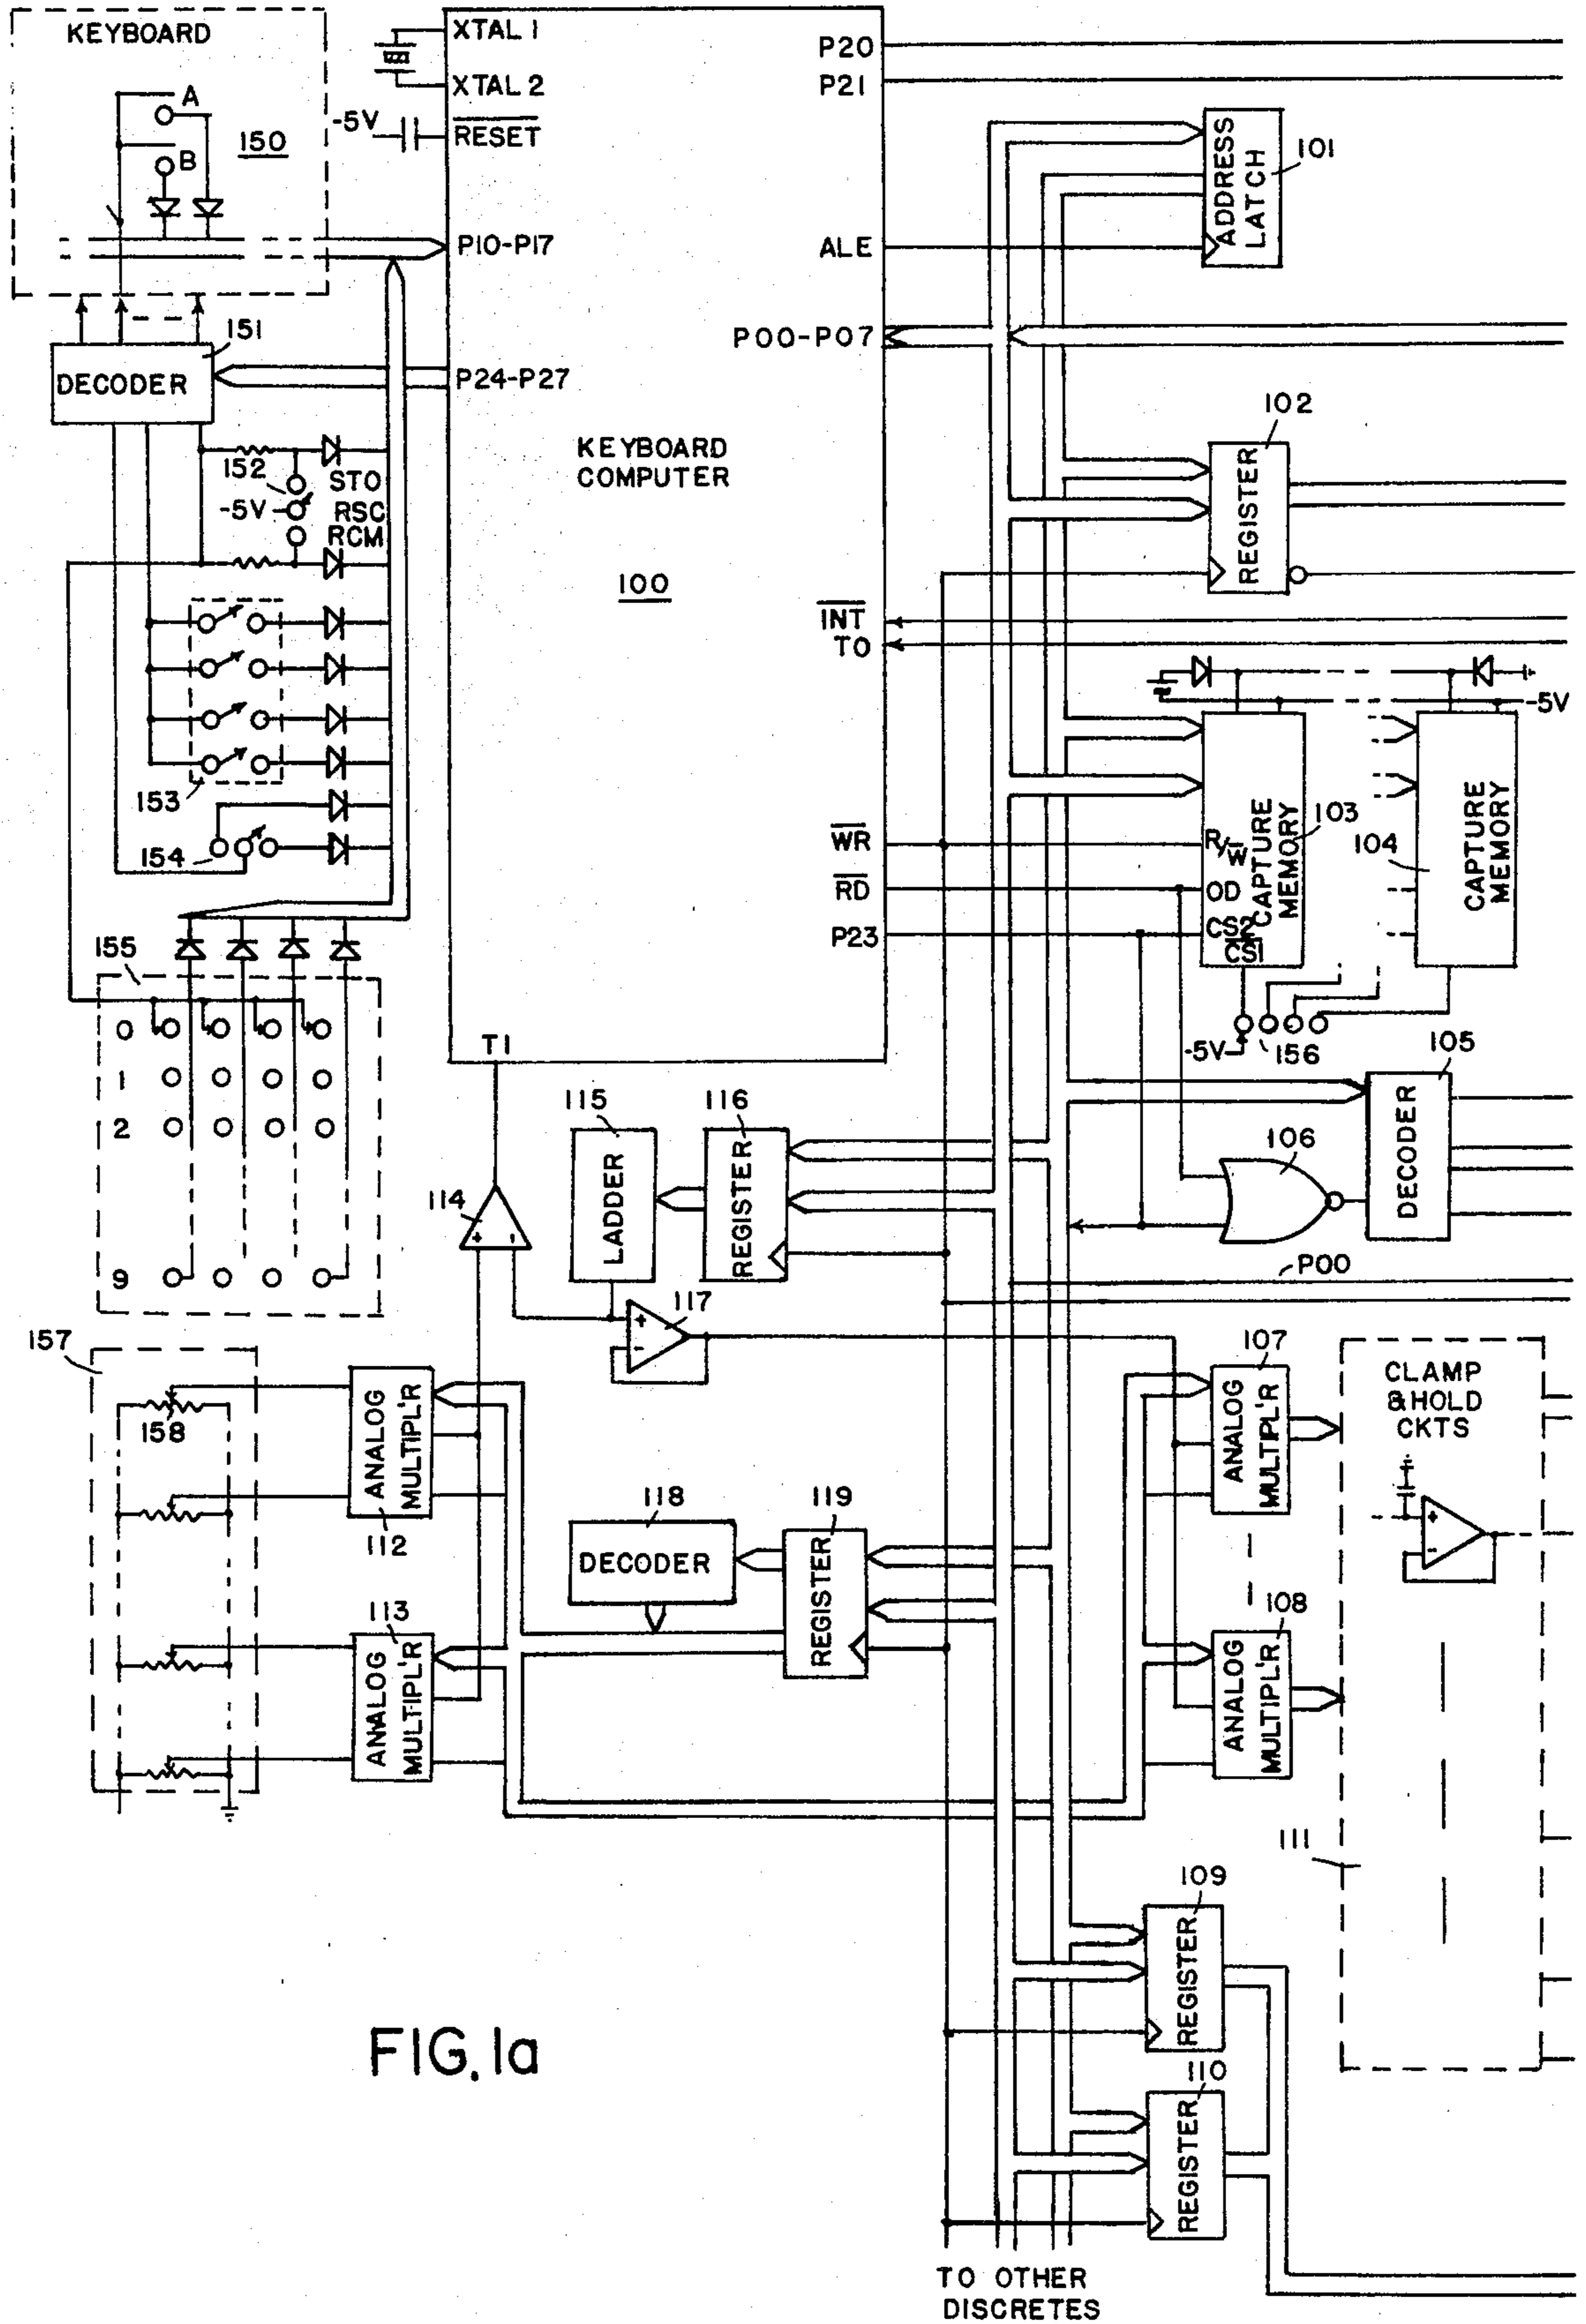 KEYBOARD
A
B
150
XTAL 1
XTAL 2
-5V
RESET
P10-P17
151
DECODER
P24-P27
152
STO
-5V
RSC
RCM
153
154
155
0
1
2
9
KEYBOARD
COMPUTER
100
P20
P21
ALE
P00-P07
INT
T0
WR
RD
P23
T1
ADDRESS
LATCH
101
102
REGISTER
-5V
R/W
OD
CS2
CS1
CAPTURE
MEMORY
103
104
CAPTURE
MEMORY
-5V
156
105
DECODER
106
P00
115
LADDER
116
REGISTER
114
+
-
117
+
-
157
158
ANALOG
MULTIPL'R
112
113
ANALOG
MULTIPL'R
118
DECODER
119
REGISTER
107
ANALOG
MULTIPL'R
108
ANALOG
MULTIPL'R
CLAMP
&HOLD
CKTS
+
-
111
109
REGISTER
110
REGISTER
FIG. 1a
TO OTHER
DISCRETES